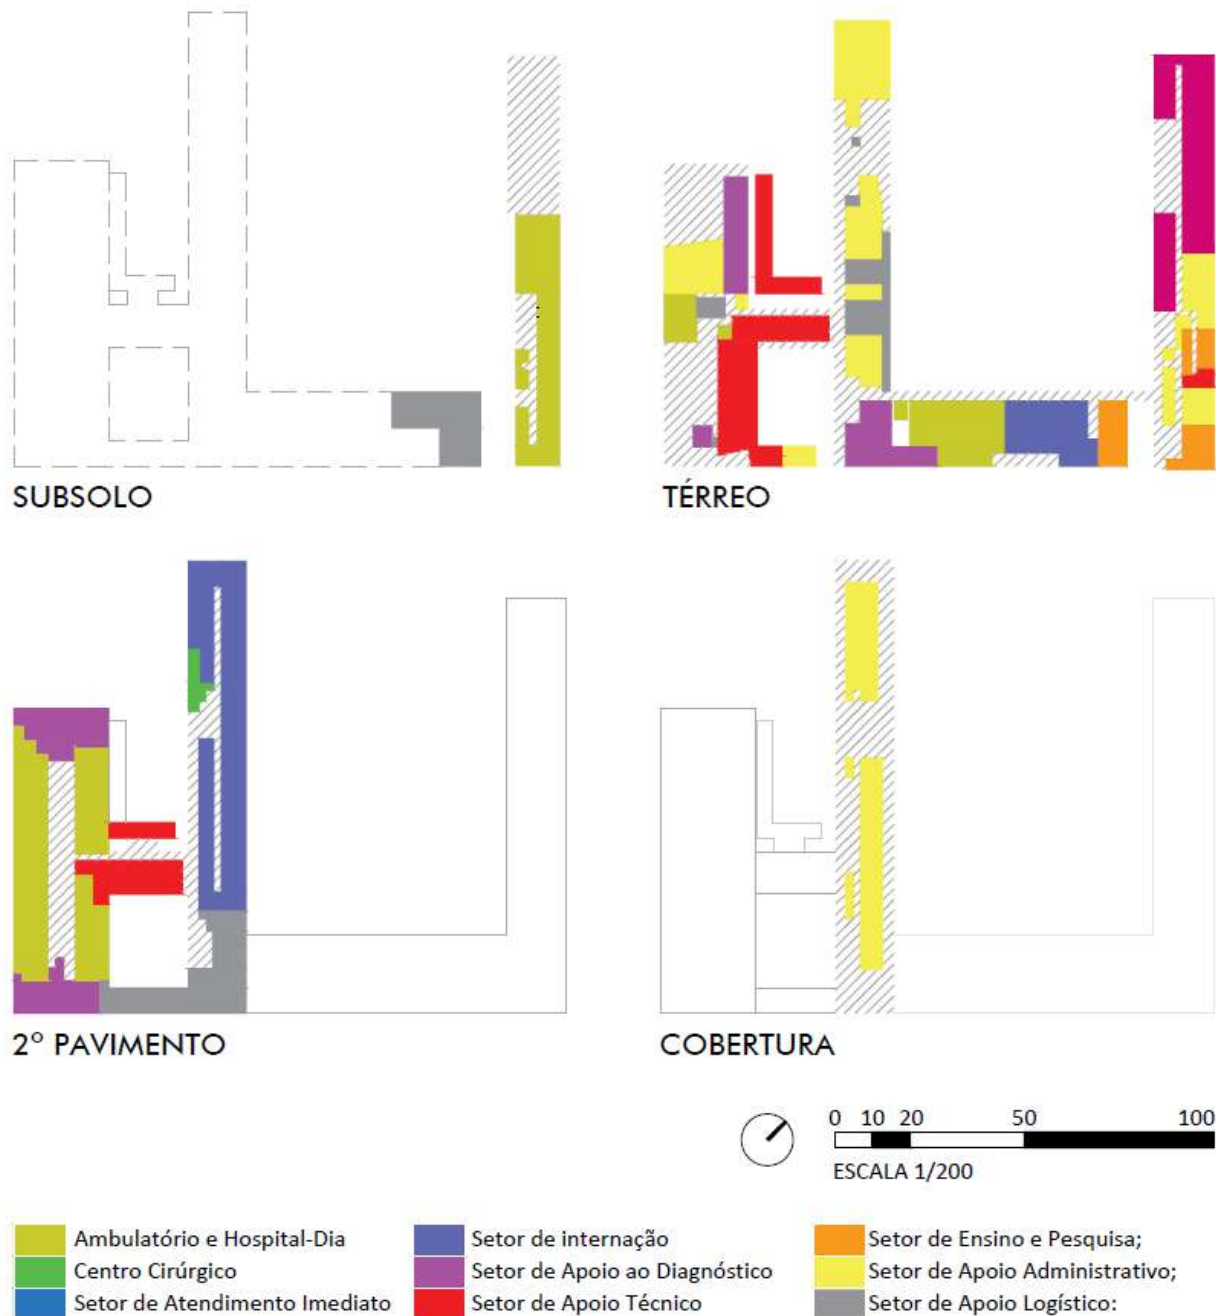 SUBSOLO
TÉRREO
2º PAVIMENTO
COBERTURA
0 10 20 50 100
ESCALA 1/200
Ambulatório e Hospital-Dia
Centro Cirúrgico
Setor de Atendimento Imediato
Setor de internação
Setor de Apoio ao Diagnóstico
Setor de Apoio Técnico
Setor de Ensino e Pesquisa;
Setor de Apoio Administrativo;
Setor de Apoio Logístico: